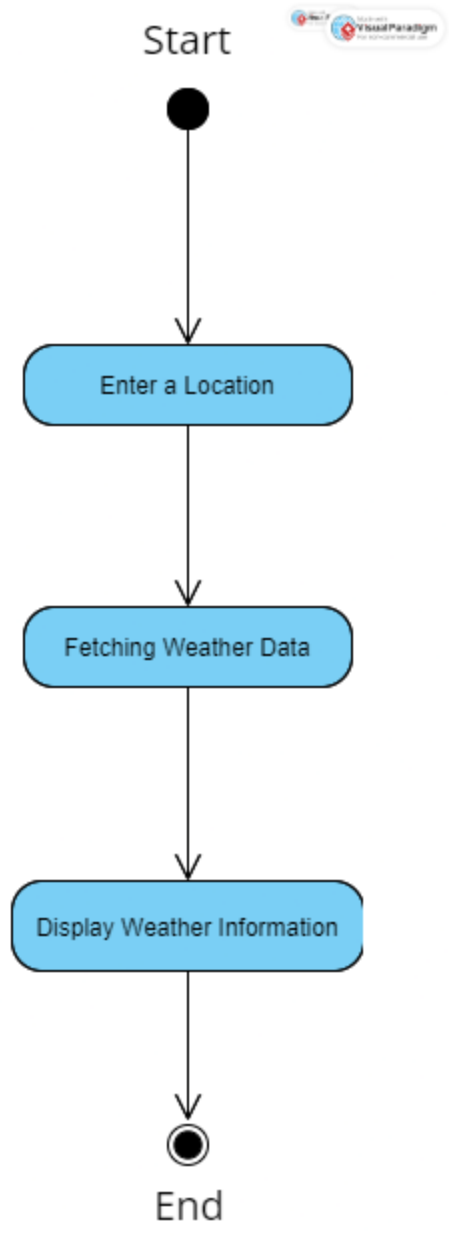 Start
Visual Paradigm
Enter a Location
Fetching Weather Data
Display Weather Information
End